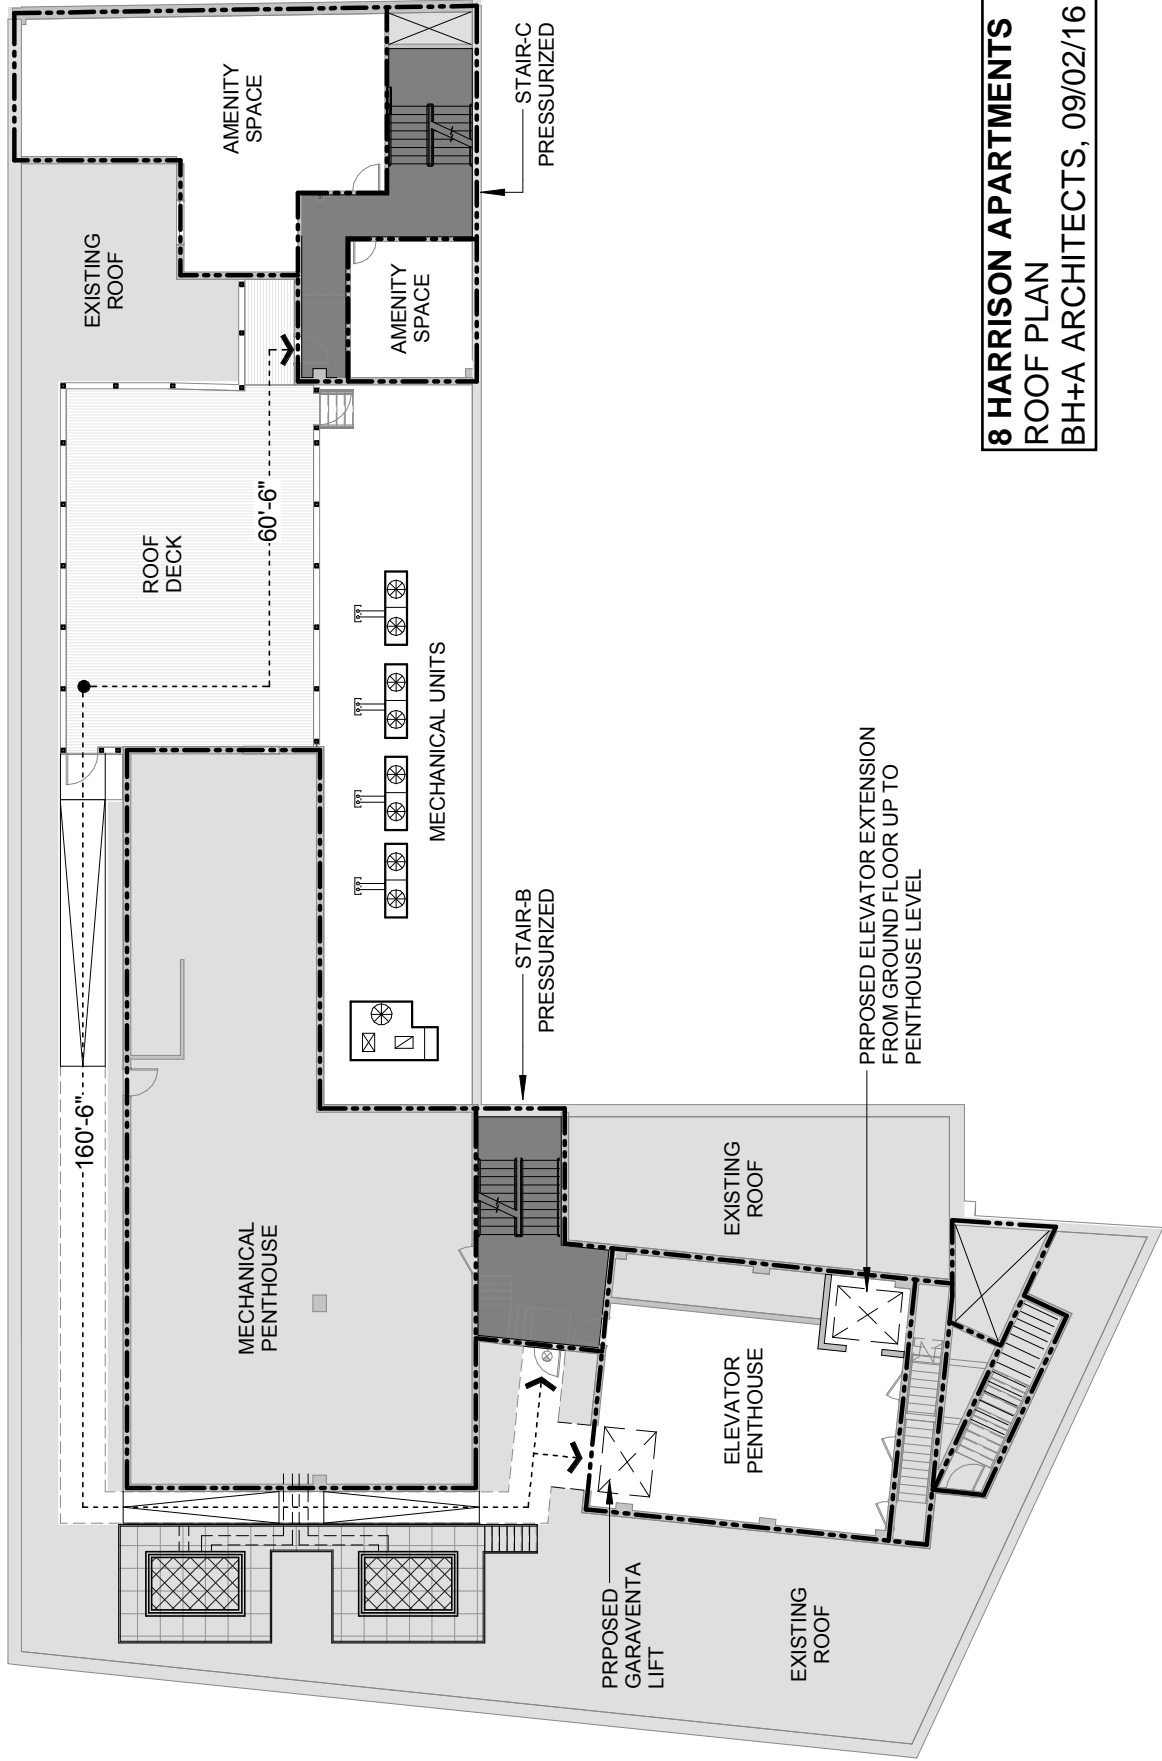 AMENITY
SPACE
STAIR-C
PRESSURIZED
EXISTING
ROOF
AMENITY
SPACE
ROOF
DECK
60'-6"
MECHANICAL UNITS
160'-6"
STAIR-B
PRESSURIZED
PRPOSED ELEVATOR EXTENSION
FROM GROUND FLOOR UP TO
PENTHOUSE LEVEL
MECHANICAL
PENTHOUSE
EXISTING
ROOF
ELEVATOR
PENTHOUSE
PRPOSED
GARAVENTA
LIFT
EXISTING
ROOF
8 HARRISON APARTMENTS
ROOF PLAN
BH+A ARCHITECTS, 09/02/16